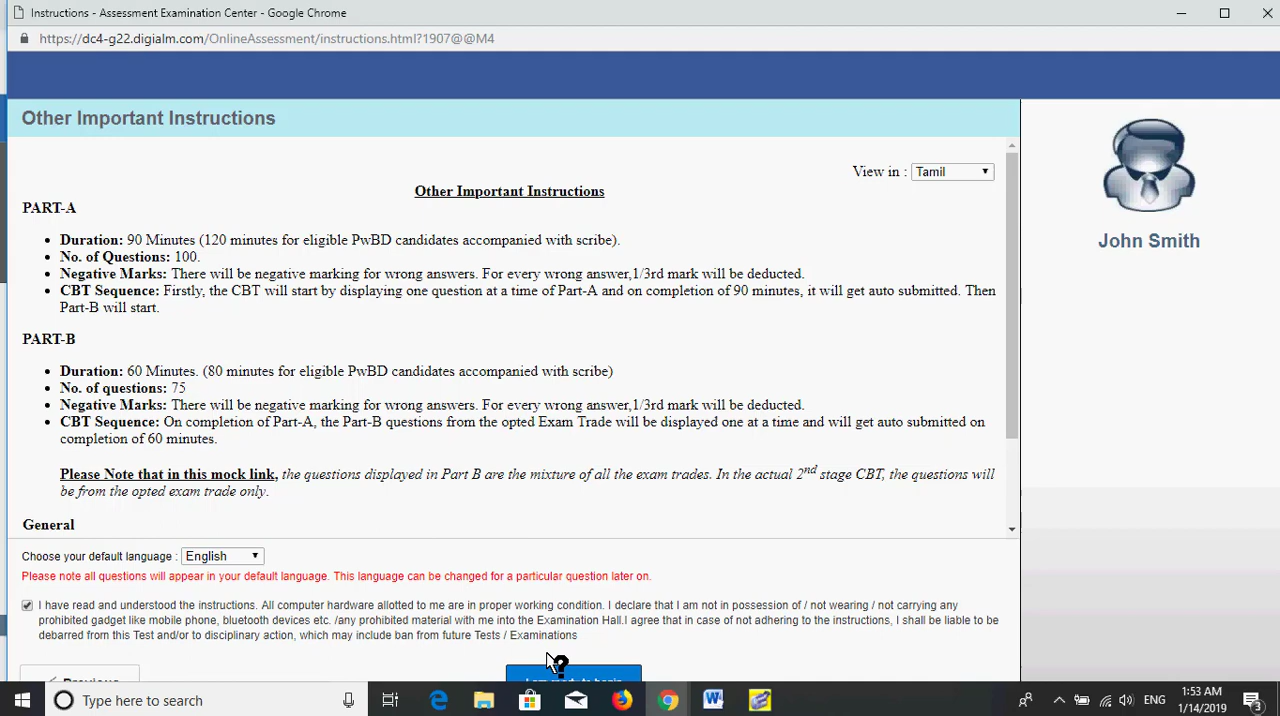 Instructions - Assessment Examination Center - Google Chrome
https://dc4-g22.digialm.com/OnlineAssessment/instructions.html?1907@@M4
Other Important Instructions
View in : Tamil
Other Important Instructions
PART-A
Duration: 90 Minutes (120 minutes for eligible PwBD candidates accompanied with scribe).
No. of Questions: 100.
Negative Marks: There will be negative marking for wrong answers. For every wrong answer,1/3rd mark will be deducted.
CBT Sequence: Firstly, the CBT will start by displaying one question at a time of Part-A and on completion of 90 minutes, it will get auto submitted. Then
Part-B will start.
PART-B
Duration: 60 Minutes. (80 minutes for eligible PwBD candidates accompanied with scribe)
No. of questions: 75
Negative Marks: There will be negative marking for wrong answers. For every wrong answer,1/3rd mark will be deducted.
CBT Sequence: On completion of Part-A, the Part-B questions from the opted Exam Trade will be displayed one at a time and will get auto submitted on
completion of 60 minutes.
Please Note that in this mock link, the questions displayed in Part B are the mixture of all the exam trades. In the actual 2nd stage CBT, the questions will
be from the opted exam trade only.
General
Choose your default language : English
Please note all questions will appear in your default language. This language can be changed for a particular question later on.
I have read and understood the instructions. All computer hardware allotted to me are in proper working condition. I declare that I am not in possession of / not wearing / not carrying any
prohibited gadget like mobile phone, bluetooth devices etc. /any prohibited material with me into the Examination Hall.I agree that in case of not adhering to the instructions, I shall be liable to be
debarred from this Test and/or to disciplinary action, which may include ban from future Tests / Examinations
< Previous
I am ready to begin
John Smith
Type here to search
ENG
1:53 AM
1/14/2019
3